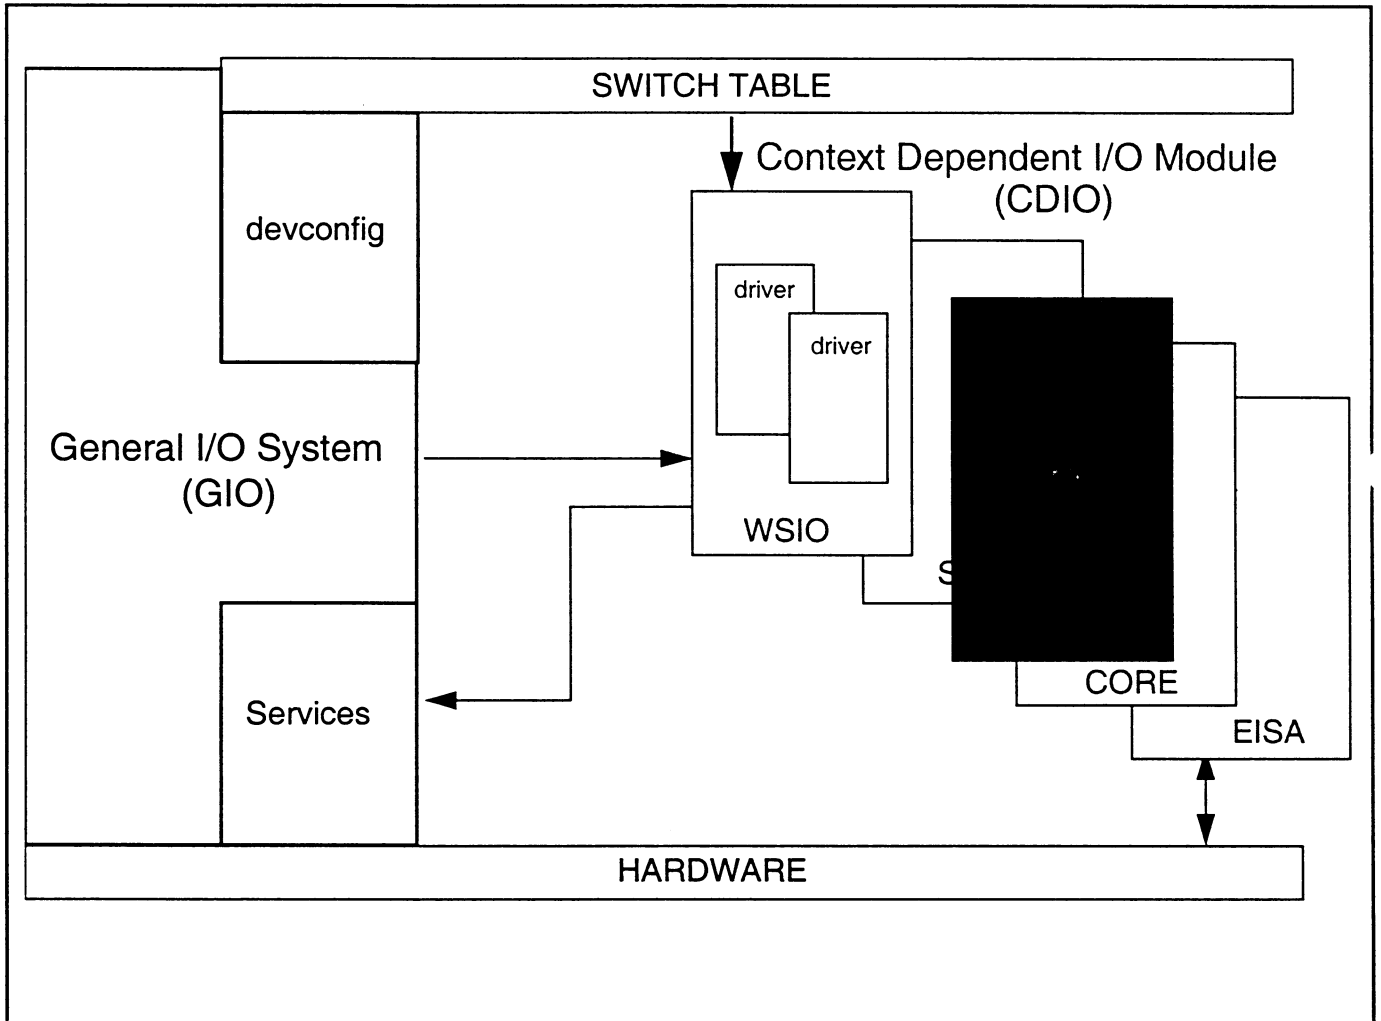 SWITCH TABLE
Context Dependent I/O Module
(CDIO)
devconfig
driver
driver
General I/O System
(GIO)
WSIO
CORE
Services
EISA
HARDWARE